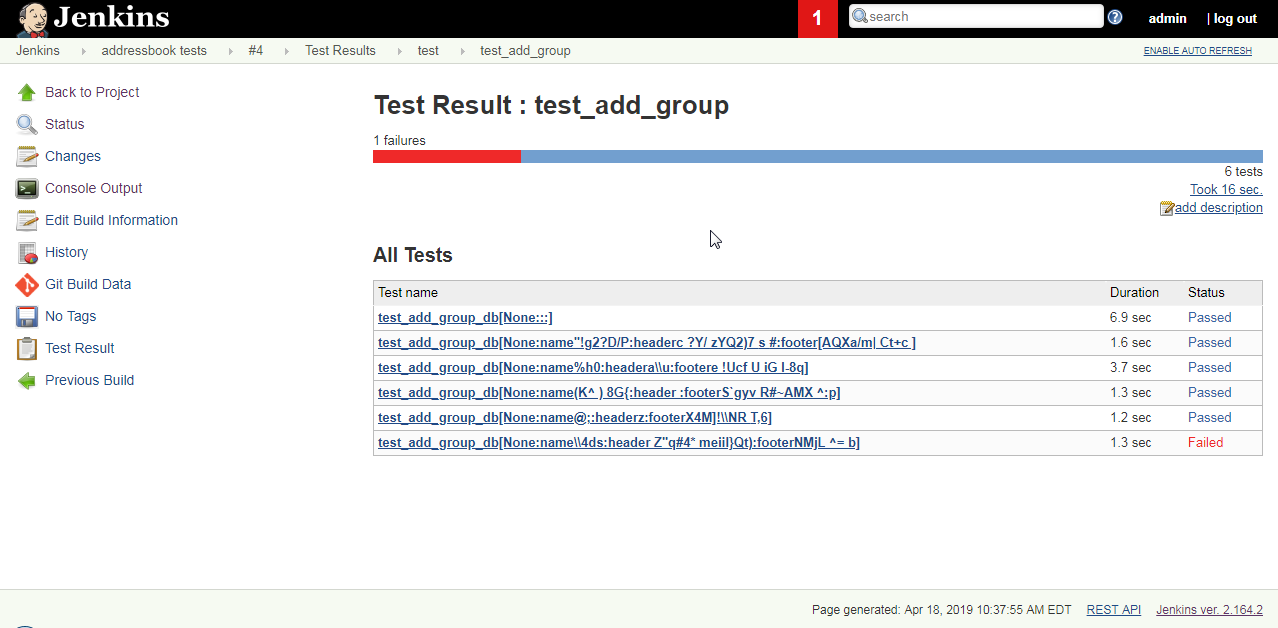 Jenkins
1
search
admin
| log out
Jenkins
addressbook tests
#4
Test Results
test
test_add_group
ENABLE AUTO REFRESH
Back to Project
Status
Changes
Console Output
Edit Build Information
History
Git Build Data
No Tags
Test Result
Previous Build
Test Result : test_add_group
1 failures
6 tests
Took 16 sec.
add description
All Tests
Test name Duration Status
test_add_group_db[None:::] 6.9 sec Passed
test_add_group_db[None:name"!g2?D/P:headerc ?Y/ zYQ2)7 s #:footer[AQXa/m| Ct+c ] 1.6 sec Passed
test_add_group_db[None:name%h0:headera\\u:footere !Ucf U iG I-8q] 3.7 sec Passed
test_add_group_db[None:name(K^ ) 8G{:header :footerS`gyv R#~AMX ^:p] 1.3 sec Passed
test_add_group_db[None:name@;:headerz:footerX4M]!\\NR T,6] 1.2 sec Passed
test_add_group_db[None:name\\4ds:header Z"q#4* meiil}Qt):footerNMjL ^= b] 1.3 sec Failed
Page generated: Apr 18, 2019 10:37:55 AM EDT
REST API
Jenkins ver. 2.164.2